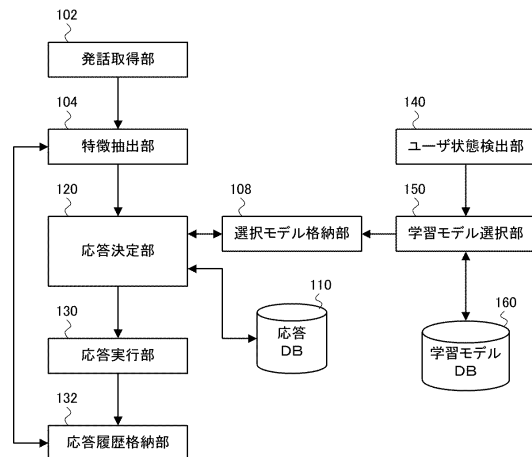 102
発話取得部
104
特徴抽出部
140
ユーザ状態検出部
120
応答決定部
108
選択モデル格納部
150
学習モデル選択部
110
応答
DB
160
学習モデル
DB
130
応答実行部
132
応答履歴格納部